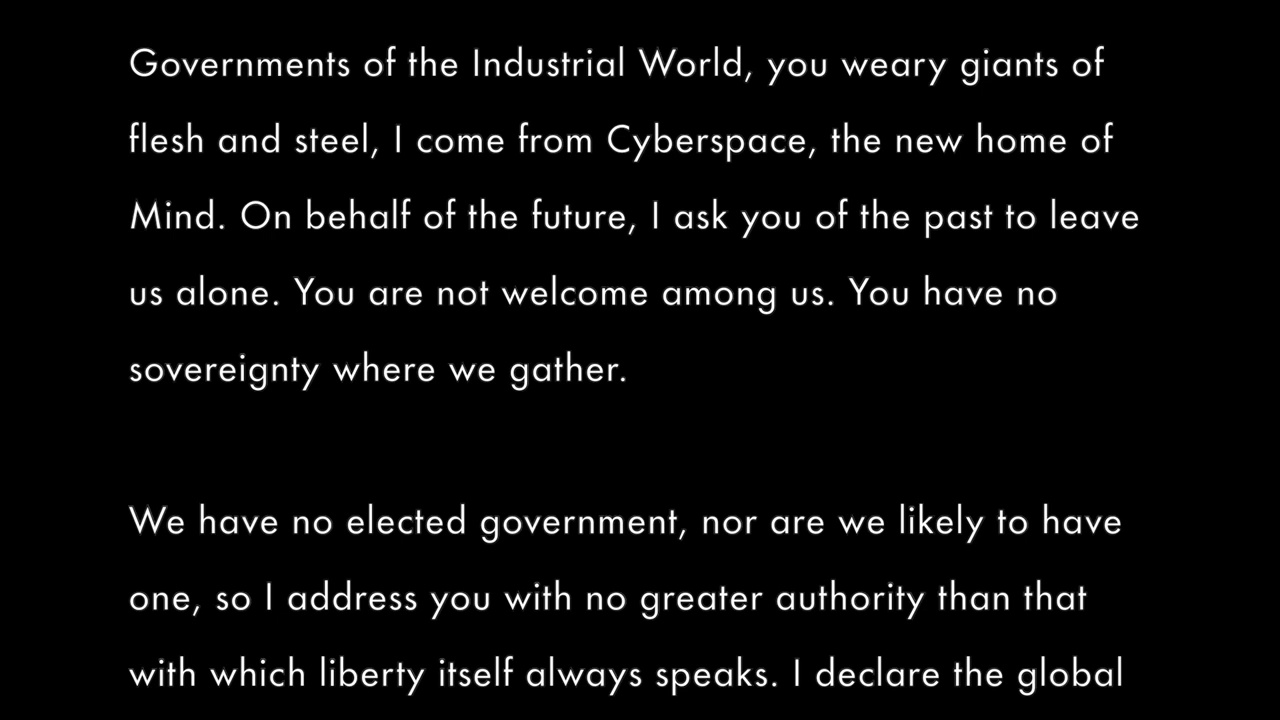 Governments of the Industrial World, you weary giants of
flesh and steel, I come from Cyberspace, the new home of
Mind. On behalf of the future, I ask you of the past to leave
us alone. You are not welcome among us. You have no
sovereignty where we gather.
We have no elected government, nor are we likely to have
one, so I address you with no greater authority than that
with which liberty itself always speaks. I declare the global